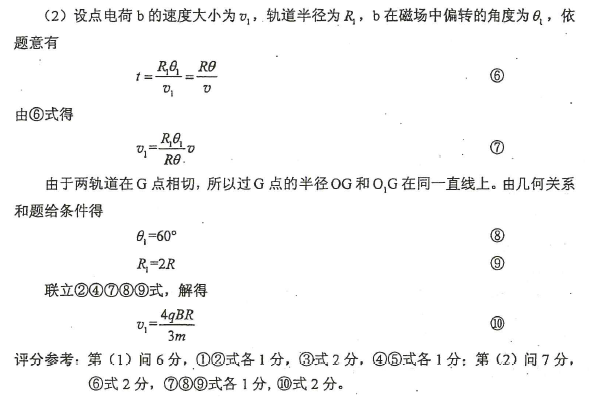 （2）设点电荷 b 的速度大小为 v₁，轨道半径为 R₁，b 在磁场中偏转的角度为 θ₁，依
题意有
t=R₁θ₁/v₁=Rθ/v ⑥
由⑥式得
v₁=R₁θ₁/Rθ v ⑦
由于两轨道在 G 点相切，所以过 G 点的半径 OG 和 O₁G 在同一直线上。由几何关系
和题给条件得
θ₁=60° ⑧
R₁=2R ⑨
联立②④⑦⑧⑨式，解得
v₁=4qBR/3m ⑩
评分参考：第（1）问 6 分，①②式各 1 分，③式 2 分，④⑤式各 1 分；第（2）问 7 分，
⑥式 2 分，⑦⑧⑨式各 1 分, ⑩式 2 分。